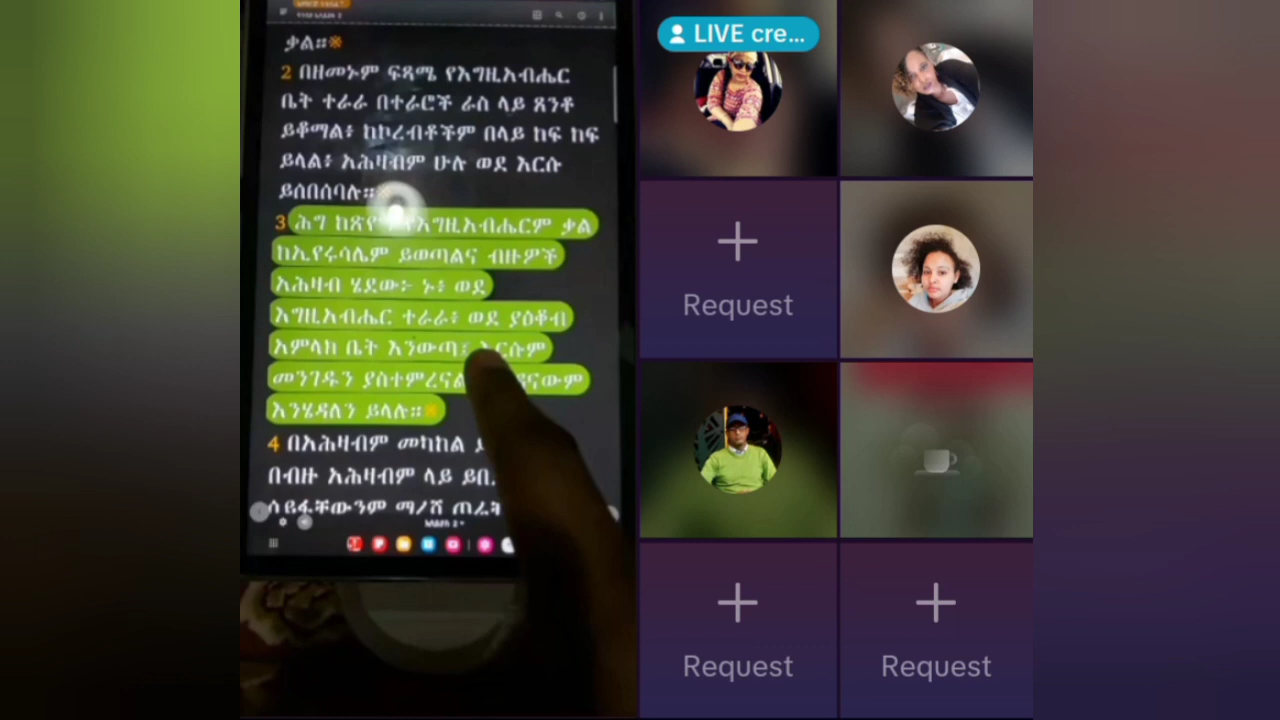 ቃል።※
2 በዘመኑም ፍጻሜ የእግዚአብሔር
ቤት ተራራ በተራሮች ራስ ላይ ጸንቶ
ይቆማል፥ ከኮረብቶችም በላይ ከፍ ከፍ
ይላል፥ አሕዛብም ሁሉ ወደ እርሱ
ይሰበሰባሉ።
3 ሕግ ከጽዮን የእግዚአብሔርም ቃል
ከኢየሩሳሌም ይወጣልና ብዙዎች
አሕዛብ ሄደው፦ ኑ፥ ወደ
እግዚአብሔር ተራራ፥ ወደ ያዕቆብ
አምላክ ቤት እንውጣ፥ እርሱም
መንገዱን ያስተምረናል
እንሄዳለን ይላሉ።※
4 በአሕዛብም መካከል
በብዙ አሕዛብም ላይ
ሰይፋቸውንም ማረሻ
LIVE cre...
Request
Request
Request